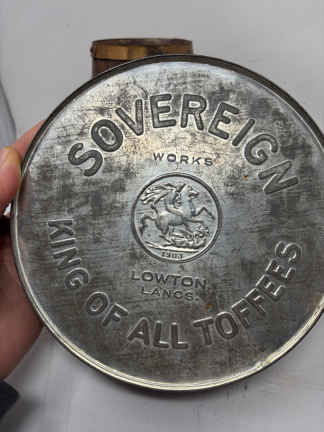 SOVEREIGN
WORKS
1903
LOWTON,
LANCS.
KING OF ALL TOFFEES